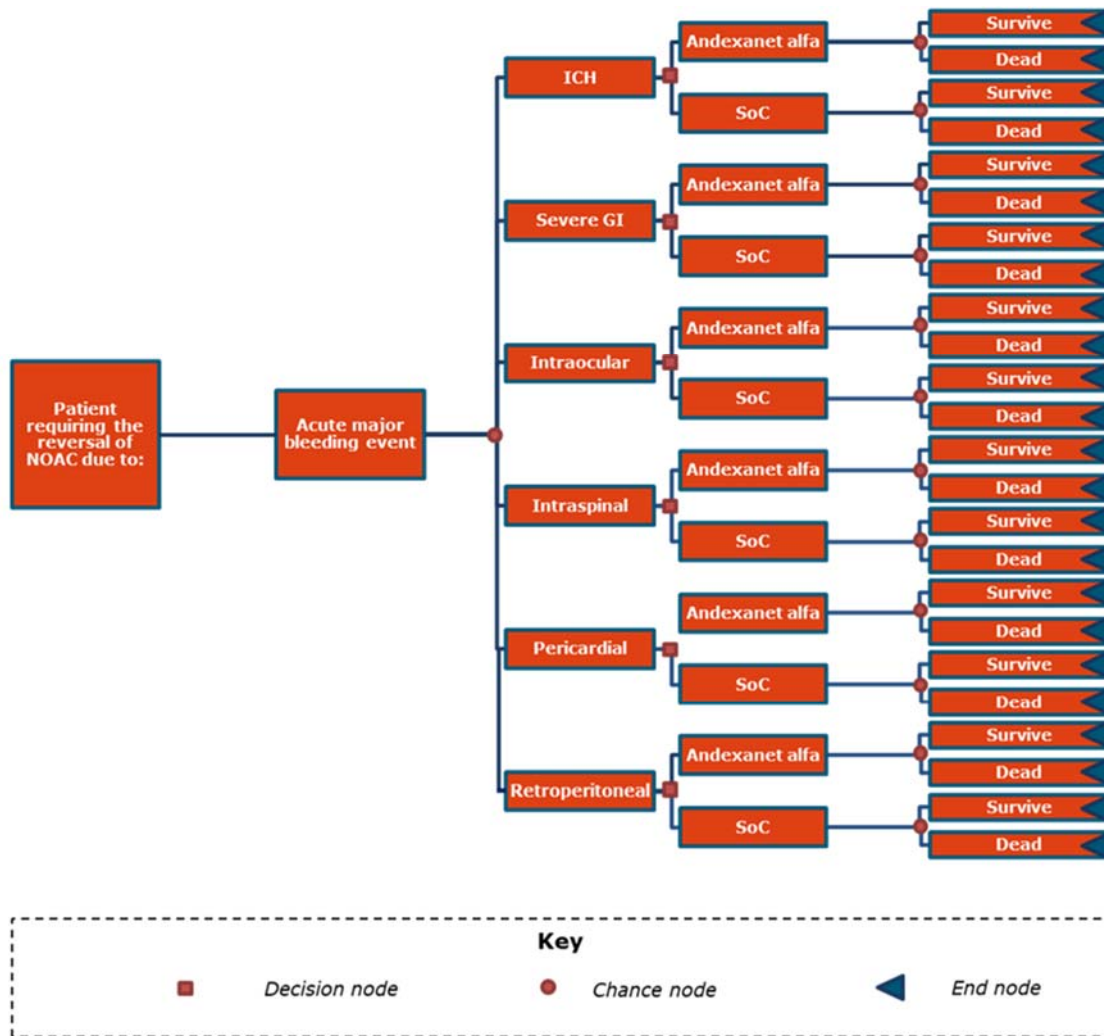 Patient
requiring the
reversal of
NOAC due to:
Acute major
bleeding event
ICH
Andexanet alfa
Survive
Dead
SoC
Survive
Dead
Severe GI
Andexanet alfa
Survive
Dead
SoC
Survive
Dead
Intraocular
Andexanet alfa
Survive
Dead
SoC
Survive
Dead
Intraspinal
Andexanet alfa
Survive
Dead
SoC
Survive
Dead
Pericardial
Andexanet alfa
Survive
Dead
SoC
Survive
Dead
Retroperitoneal
Andexanet alfa
Survive
Dead
SoC
Survive
Dead
Key
Decision node
Chance node
End node